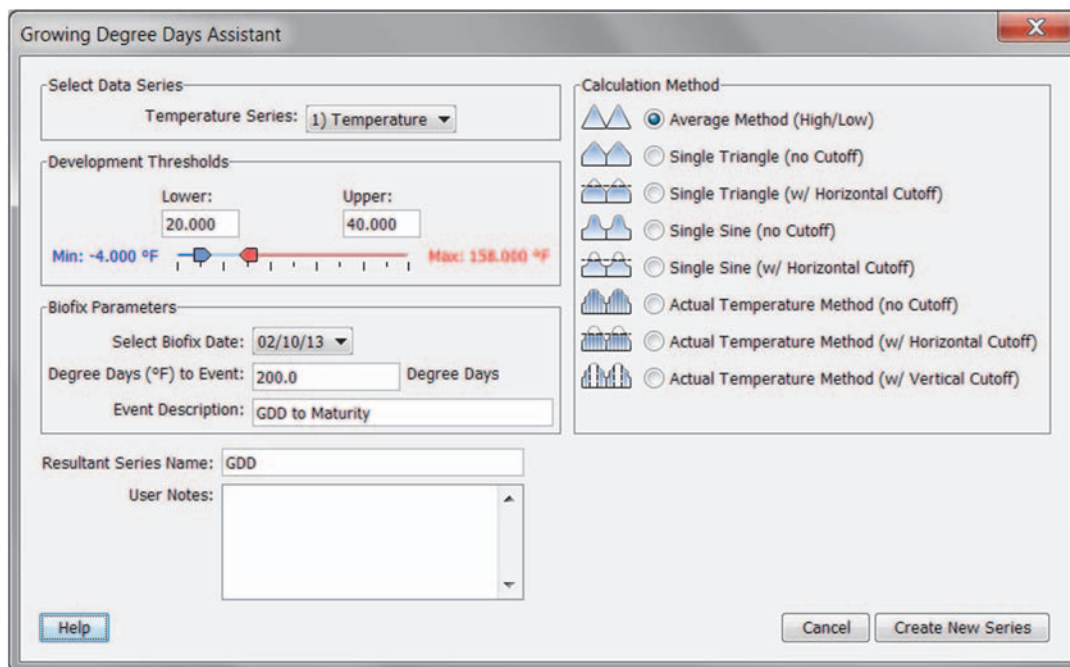 Growing Degree Days Assistant
X
Select Data Series
Temperature Series: 1) Temperature
Development Thresholds
Lower: Upper:
20.000 40.000
Min: -4.000 ºF Max: 158.000 ºF
Biofix Parameters
Select Biofix Date: 02/10/13
Degree Days (ºF) to Event: 200.0 Degree Days
Event Description: GDD to Maturity
Resultant Series Name: GDD
User Notes:
Calculation Method
Average Method (High/Low)
Single Triangle (no Cutoff)
Single Triangle (w/ Horizontal Cutoff)
Single Sine (no Cutoff)
Single Sine (w/ Horizontal Cutoff)
Actual Temperature Method (no Cutoff)
Actual Temperature Method (w/ Horizontal Cutoff)
Actual Temperature Method (w/ Vertical Cutoff)
Help Cancel Create New Series